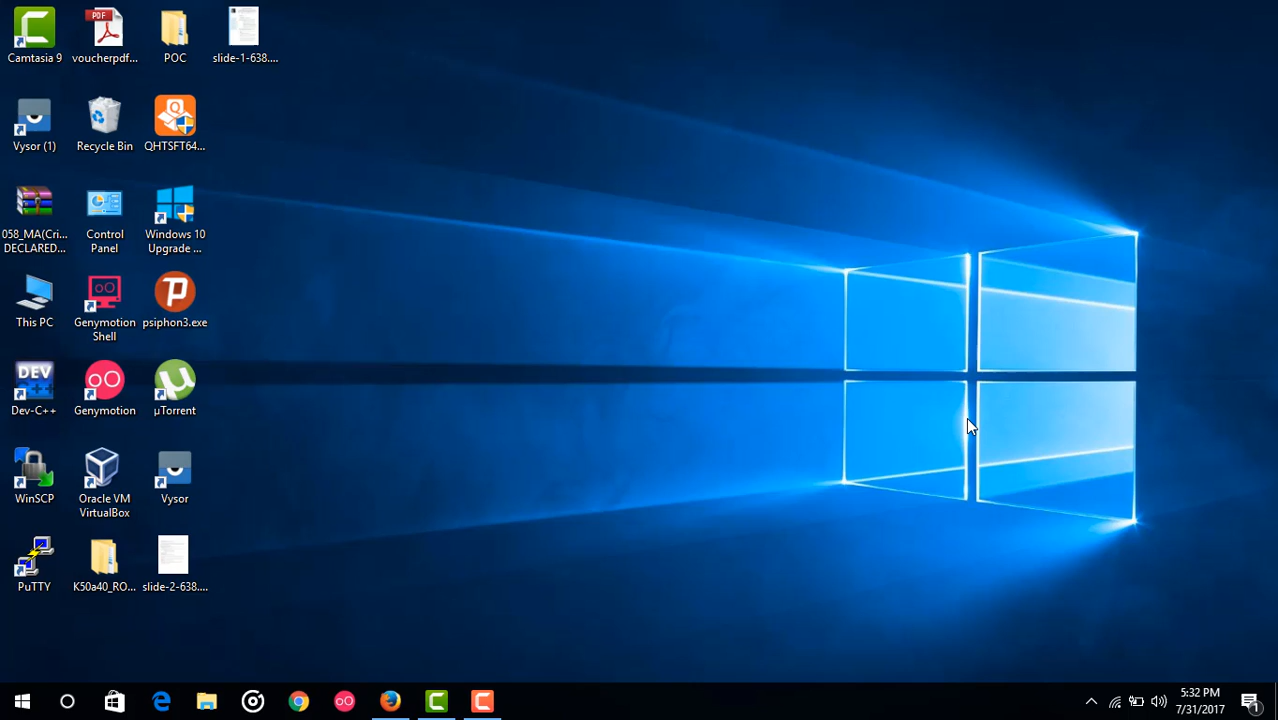 Camtasia 9
voucherpdf...
POC
slide-1-638....
Vysor (1)
Recycle Bin
QHTSFT64...
058_MA(Cri...
DECLARED...
Control
Panel
Windows 10
Upgrade ...
This PC
Genymotion
Shell
psiphon3.exe
DEV
Dev-C++
Genymotion
µTorrent
WinSCP
Oracle VM
VirtualBox
Vysor
PuTTY
K50a40_RO...
slide-2-638....
PDF
5:32 PM
7/31/2017
1